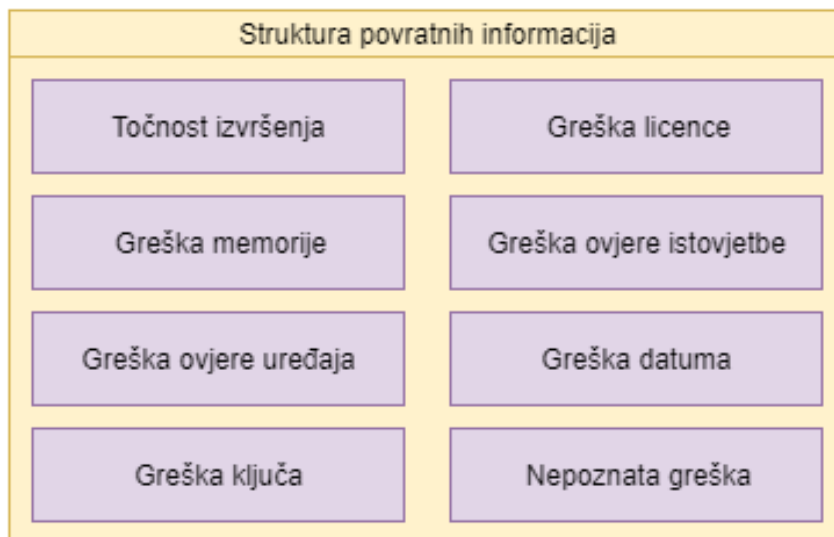 Struktura povratnih informacija
Točnost izvršenja
Greška licence
Greška memorije
Greška ovjere istovjetbe
Greška ovjere uređaja
Greška datuma
Greška ključa
Nepoznata greška